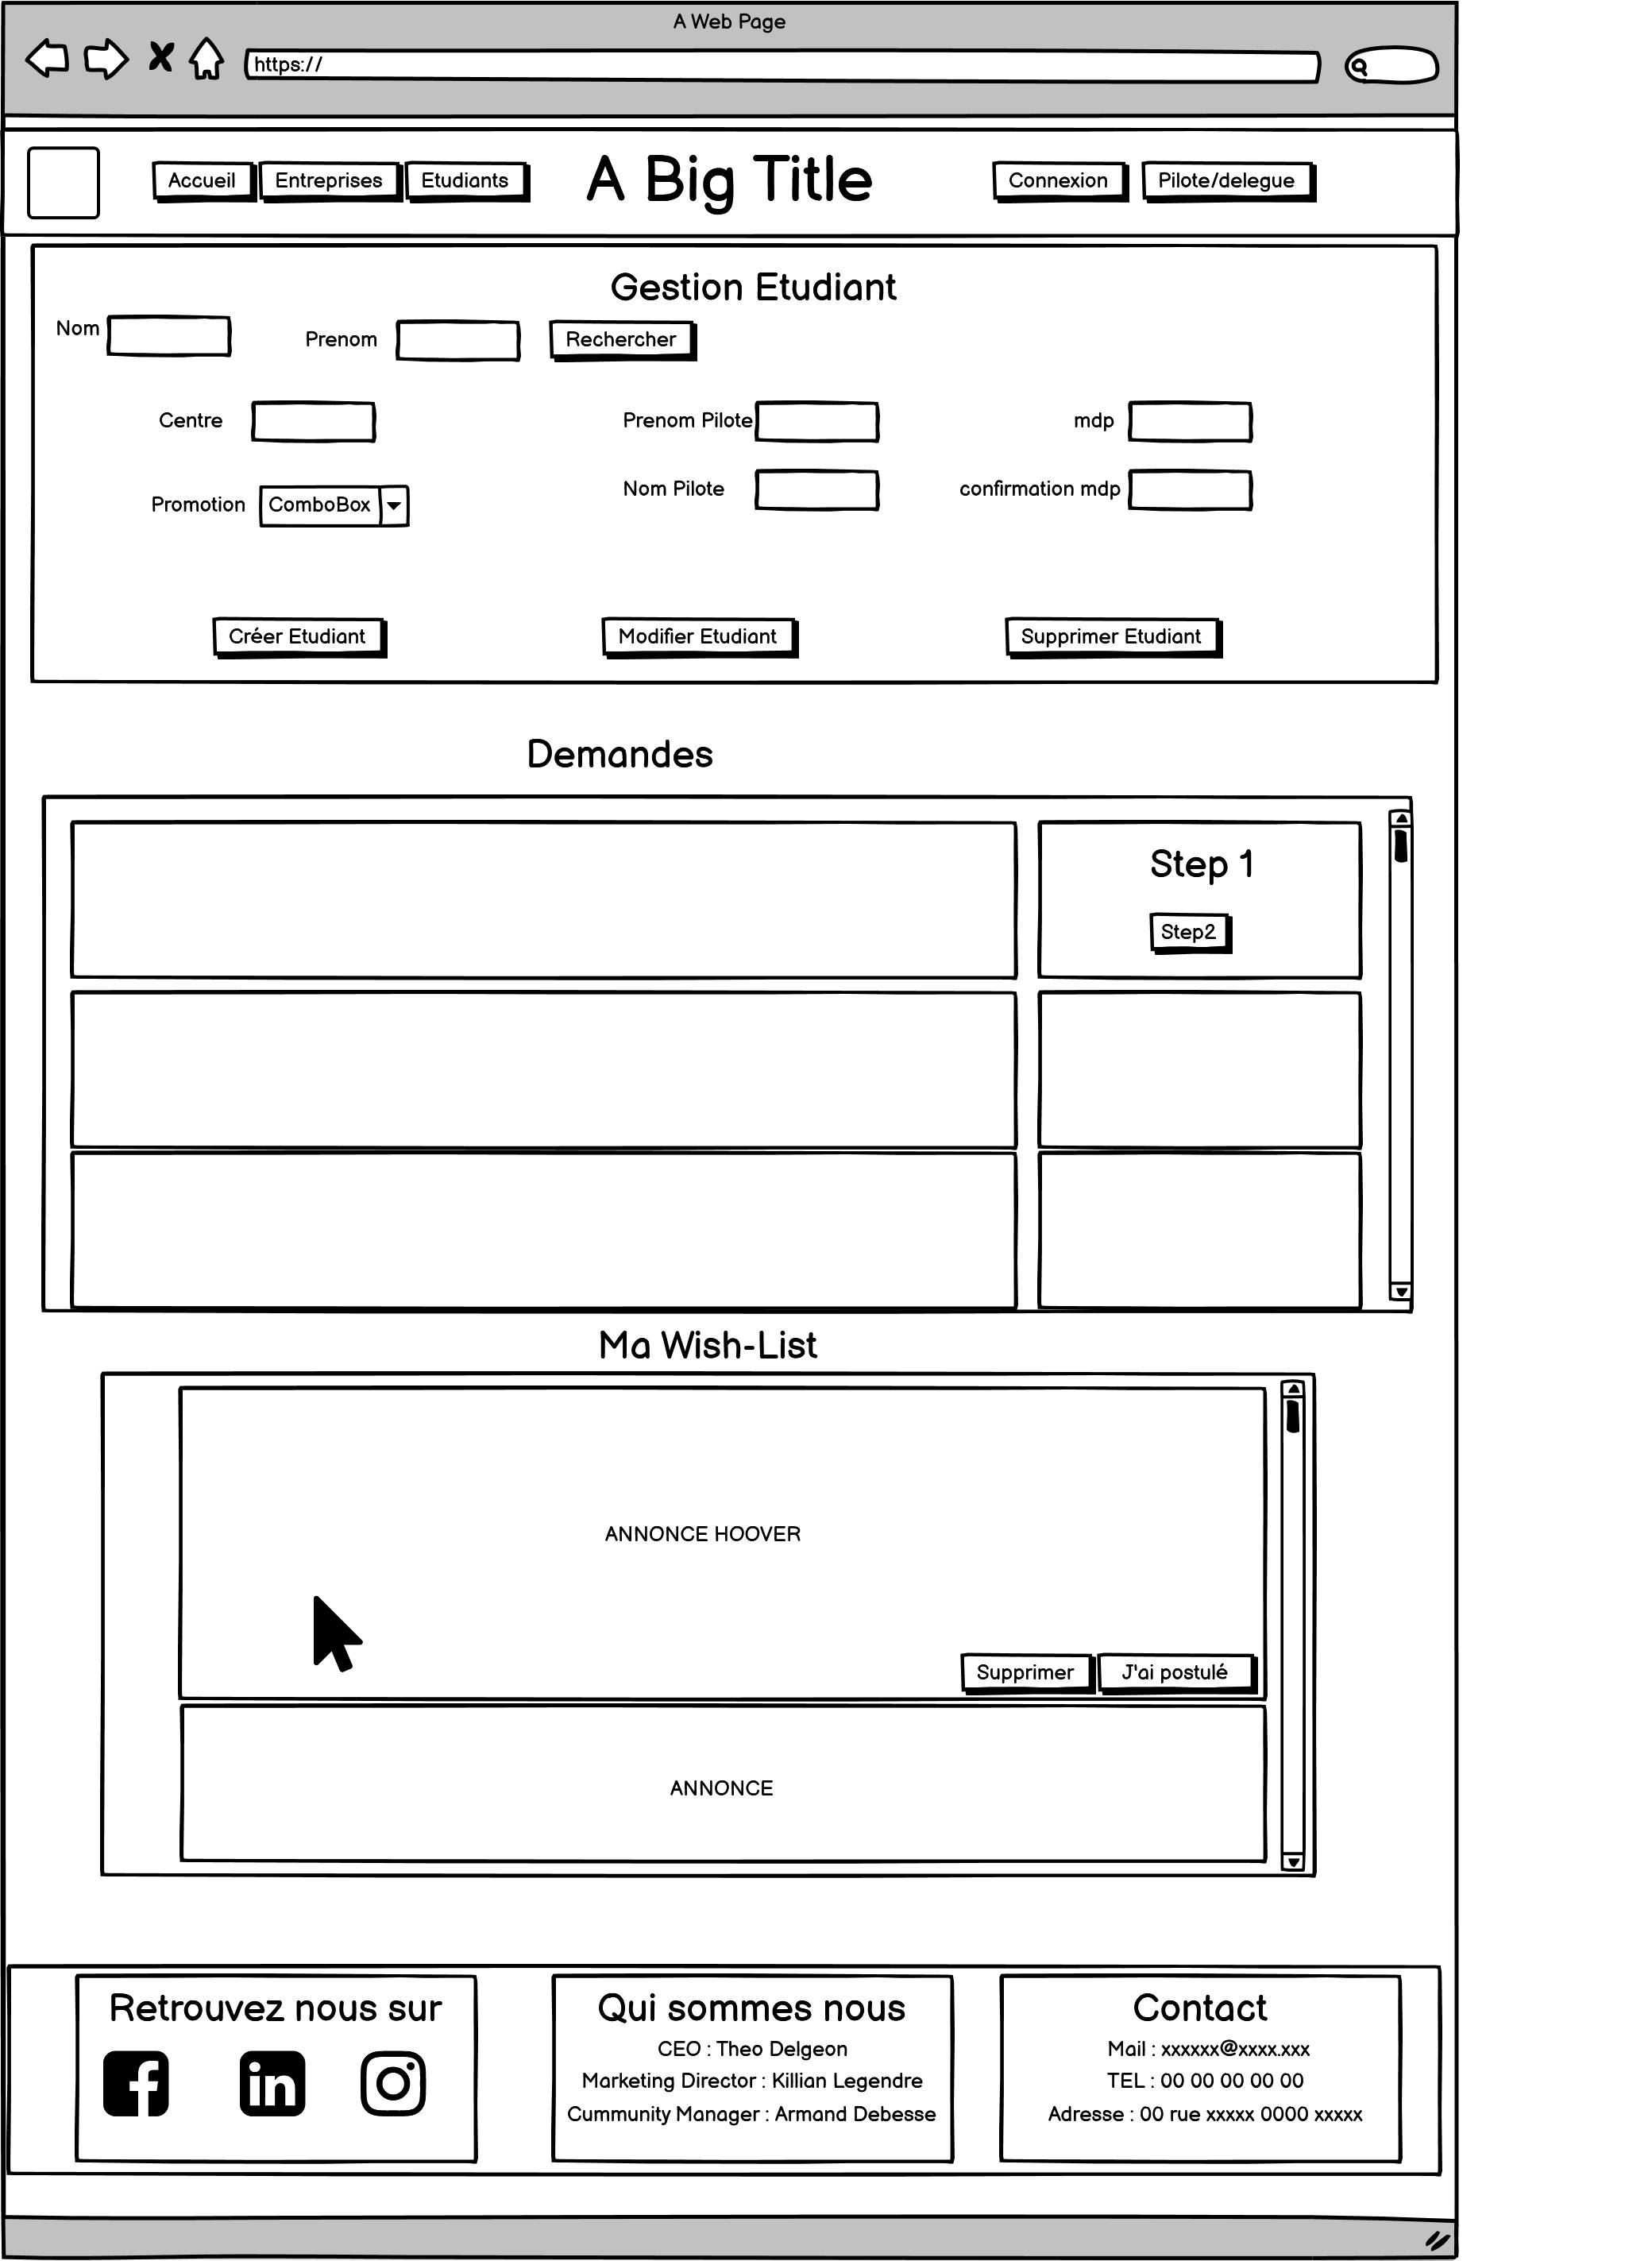 A Web Page
https://
Accueil Entreprises Etudiants A Big Title Connexion Pilote/delegue
Gestion Etudiant
Nom Prenom Rechercher
Centre Prenom Pilote mdp
Promotion ComboBox Nom Pilote confirmation mdp
Créer Etudiant Modifier Etudiant Supprimer Etudiant
Demandes
Step 1
Step2
Ma Wish-List
ANNONCE HOOVER
Supprimer J'ai postulé
ANNONCE
Retrouvez nous sur
Qui sommes nous
CEO : Theo Delgeon
Marketing Director : Killian Legendre
Cummunity Manager : Armand Debesse
Contact
Mail : xxxxxx@xxxx.xxx
TEL : 00 00 00 00 00
Adresse : 00 rue xxxxx 0000 xxxxx